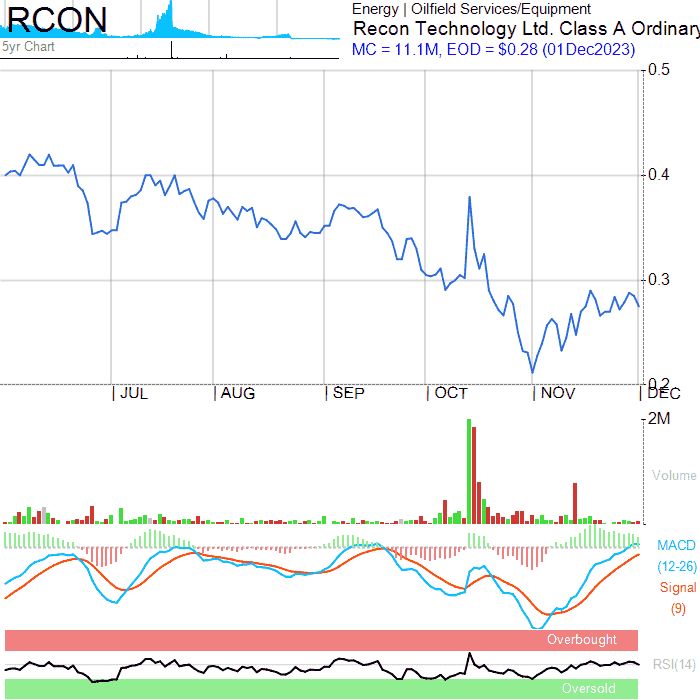 RCON
5yr Chart
Energy | Oilfield Services/Equipment
Recon Technology Ltd. Class A Ordinary
MC = 11.1M, EOD = $0.28 (01Dec2023)
0.5
0.4
0.3
0.2
JUL AUG SEP OCT NOV DEC
2M
Volume
MACD
(12-26)
Signal
(9)
Overbought
RSI(14)
Oversold